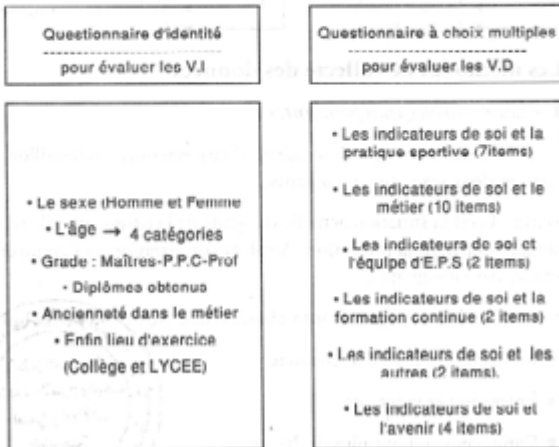 Questionnaire d'identité
pour évaluer les V.I
Questionnaire à choix multiples
pour évaluer les V.D
• Le sexe (Homme et Femme
• L'âge → 4 catégories
• Grade : Maîtres-P.P.C-Prof
• Diplômes obtenus
• Ancienneté dans le métier
• Enfin lieu d'exercice
(Collège et LYCEE)
• Les indicateurs de soi et la
pratique sportive (7items)
• Les indicateurs de soi et le
métier (10 items)
• Les indicateurs de soi et
l'équipe d'E.P.S (2 items)
• Les indicateurs de soi et la
formation continue (2 items)
• Les indicateurs de soi et les
autres (2 items).
• Les indicateurs de soi et
l'avenir (4 items)